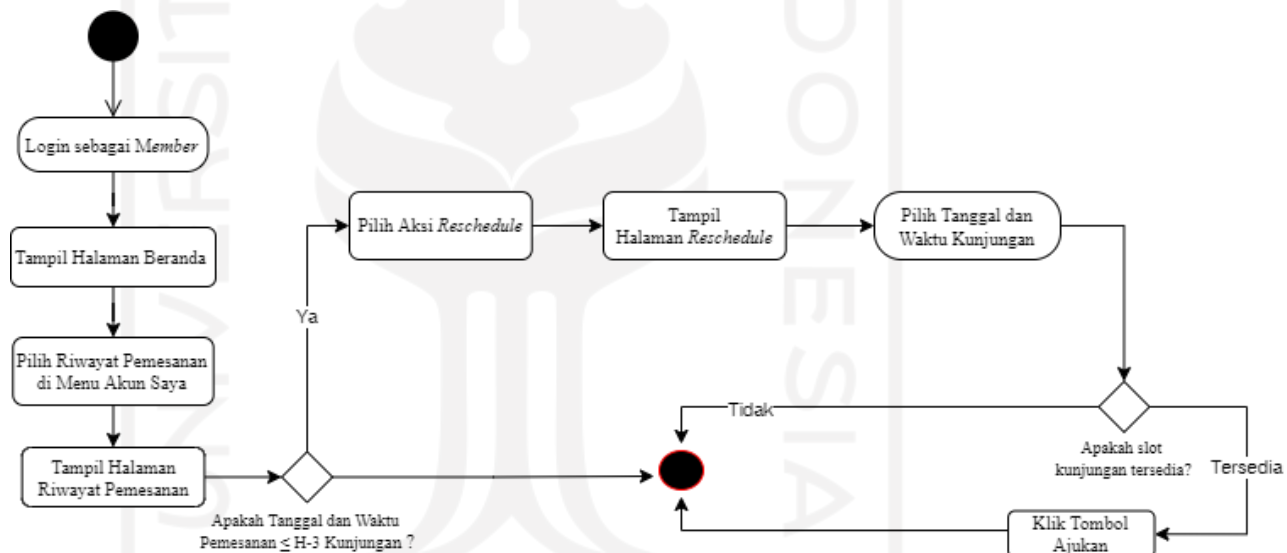 Login sebagai Member
Tampil Halaman Beranda
Pilih Riwayat Pemesanan
di Menu Akun Saya
Tampil Halaman
Riwayat Pemesanan
Apakah Tanggal dan Waktu
Pemesanan ≤ H-3 Kunjungan ?
Ya
Pilih Aksi Reschedule
Tampil
Halaman Reschedule
Pilih Tanggal dan
Waktu Kunjungan
Apakah slot
kunjungan tersedia?
Tidak
Tersedia
Klik Tombol
Ajukan